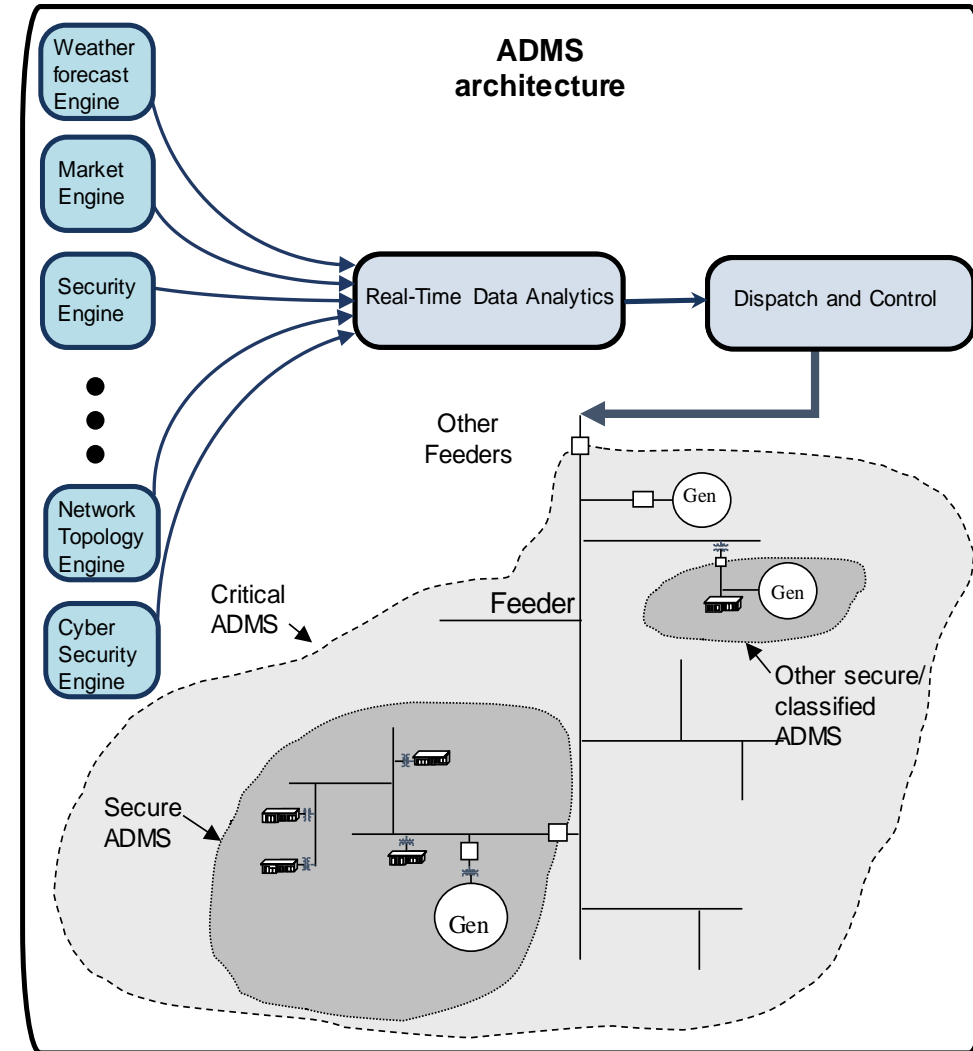 ADMS
architecture
Weather
forecast
Engine
Market
Engine
Security
Engine
Real-Time Data Analytics
Dispatch and Control
Other
Feeders
Network
Topology
Engine
Gen
Critical
ADMS
Feeder
Gen
Cyber
Security
Engine
Other secure/
classified
ADMS
Secure
ADMS
Gen